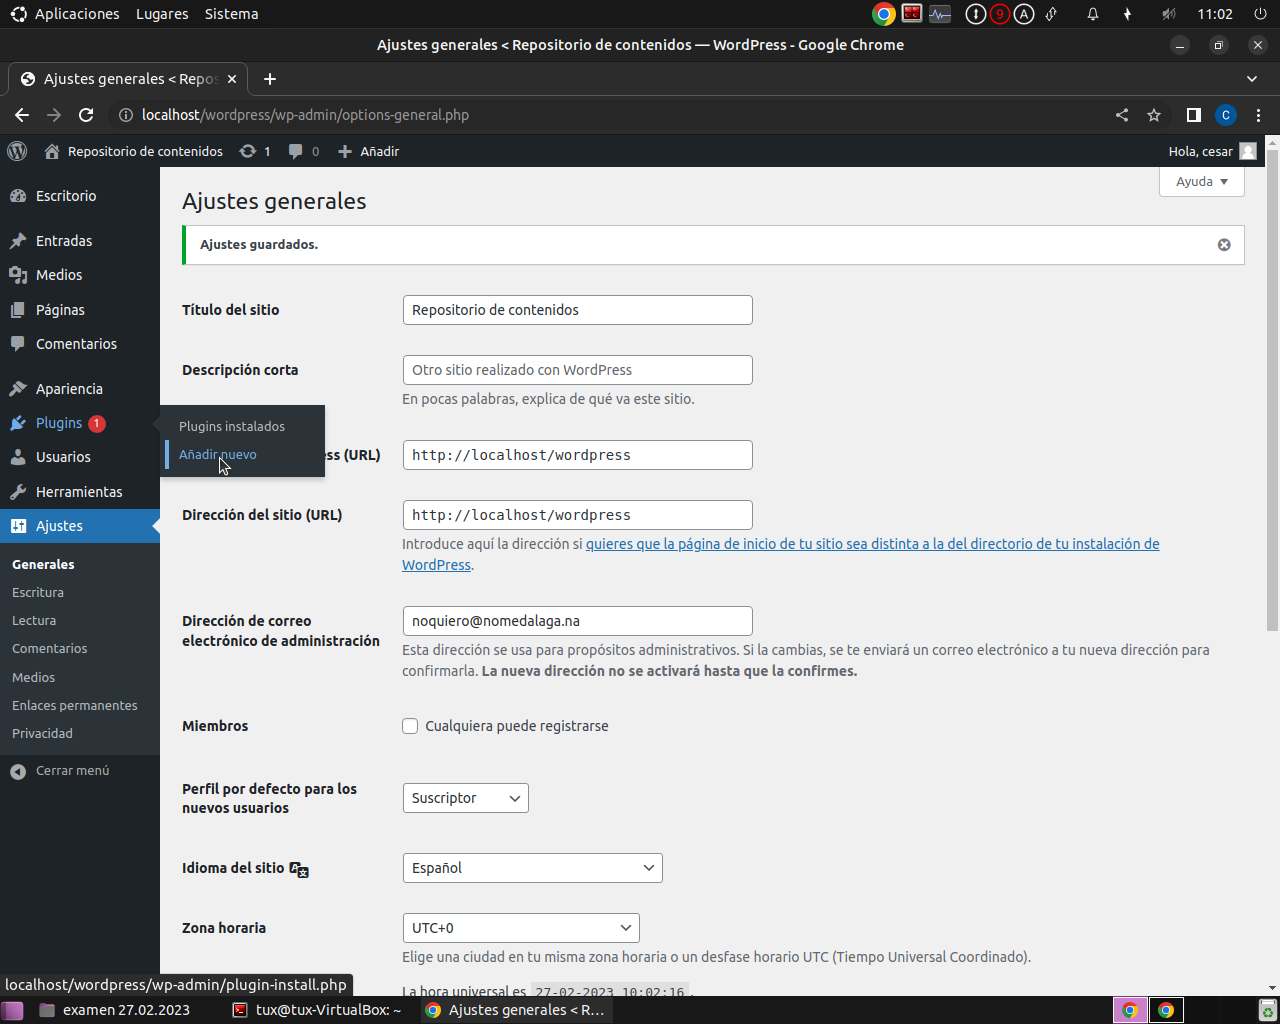 Aplicaciones Lugares Sistema
9 A 11:02
Ajustes generales < Repositorio de contenidos — WordPress - Google Chrome
Ajustes generales < Repos
localhost/wordpress/wp-admin/options-general.php
C
Repositorio de contenidos 1 0 Añadir Hola, cesar
Escritorio
Entradas
Medios
Páginas
Comentarios
Apariencia
Plugins 1
Usuarios
Herramientas
Ajustes
Generales
Escritura
Lectura
Comentarios
Medios
Enlaces permanentes
Privacidad
Cerrar menú
Plugins instalados
Añadir nuevo
Ayuda
Ajustes generales
Ajustes guardados.
Título del sitio Repositorio de contenidos
Descripción corta Otro sitio realizado con WordPress
En pocas palabras, explica de qué va este sitio.
ss (URL) http://localhost/wordpress
Dirección del sitio (URL) http://localhost/wordpress
Introduce aquí la dirección si quieres que la página de inicio de tu sitio sea distinta a la del directorio de tu instalación de
WordPress.
Dirección de correo
electrónico de administración
noquiero@nomedalaga.na
Esta dirección se usa para propósitos administrativos. Si la cambias, se te enviará un correo electrónico a tu nueva dirección para
confirmarla. La nueva dirección no se activará hasta que la confirmes.
Miembros Cualquiera puede registrarse
Perfil por defecto para los
nuevos usuarios
Suscriptor
Idioma del sitio Español
Zona horaria UTC+0
Elige una ciudad en tu misma zona horaria o un desfase horario UTC (Tiempo Universal Coordinado).
La hora universal es 27-02-2023 10:02:16 .
localhost/wordpress/wp-admin/plugin-install.php
examen 27.02.2023 tux@tux-VirtualBox: ~ Ajustes generales < R...